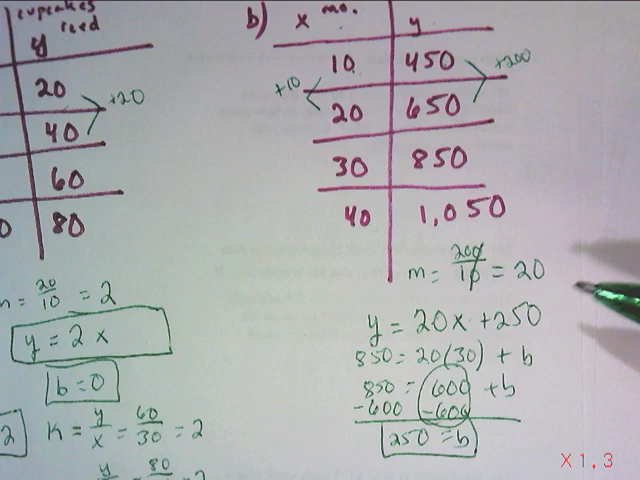 cupcakes
y
20
+20
40
60
80
= 20/10 = 2
y = 2x
b = 0
2
K = y/x = 60/30 = 2
y 80
b) x mo. y
10 450
+10 +200
20 650
30 850
40 1,050
m = 200/10 = 20
y = 20x + 250
850 = 20(30) + b
850 = 600 + b
-600 -600
250 = b
X1.3